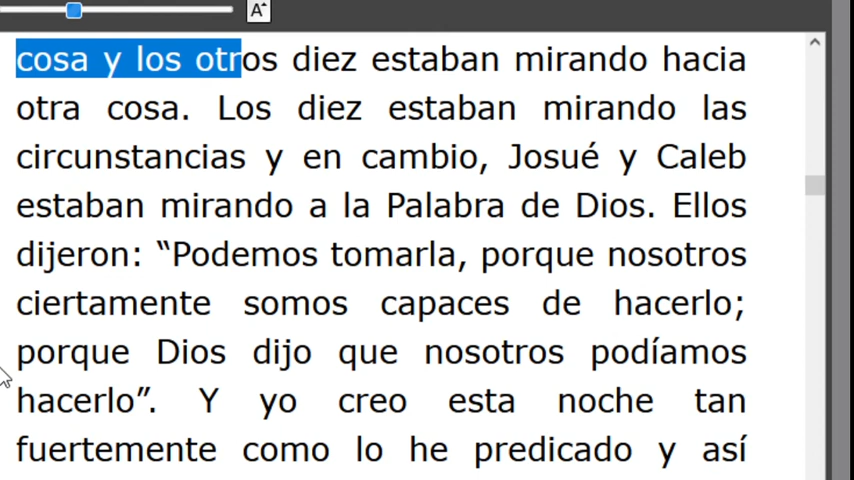 A
cosa y los otros diez estaban mirando hacia
otra cosa. Los diez estaban mirando las
circunstancias y en cambio, Josué y Caleb
estaban mirando a la Palabra de Dios. Ellos
dijeron: “Podemos tomarla, porque nosotros
ciertamente somos capaces de hacerlo;
porque Dios dijo que nosotros podíamos
hacerlo”. Y yo creo esta noche tan
fuertemente como lo he predicado y así